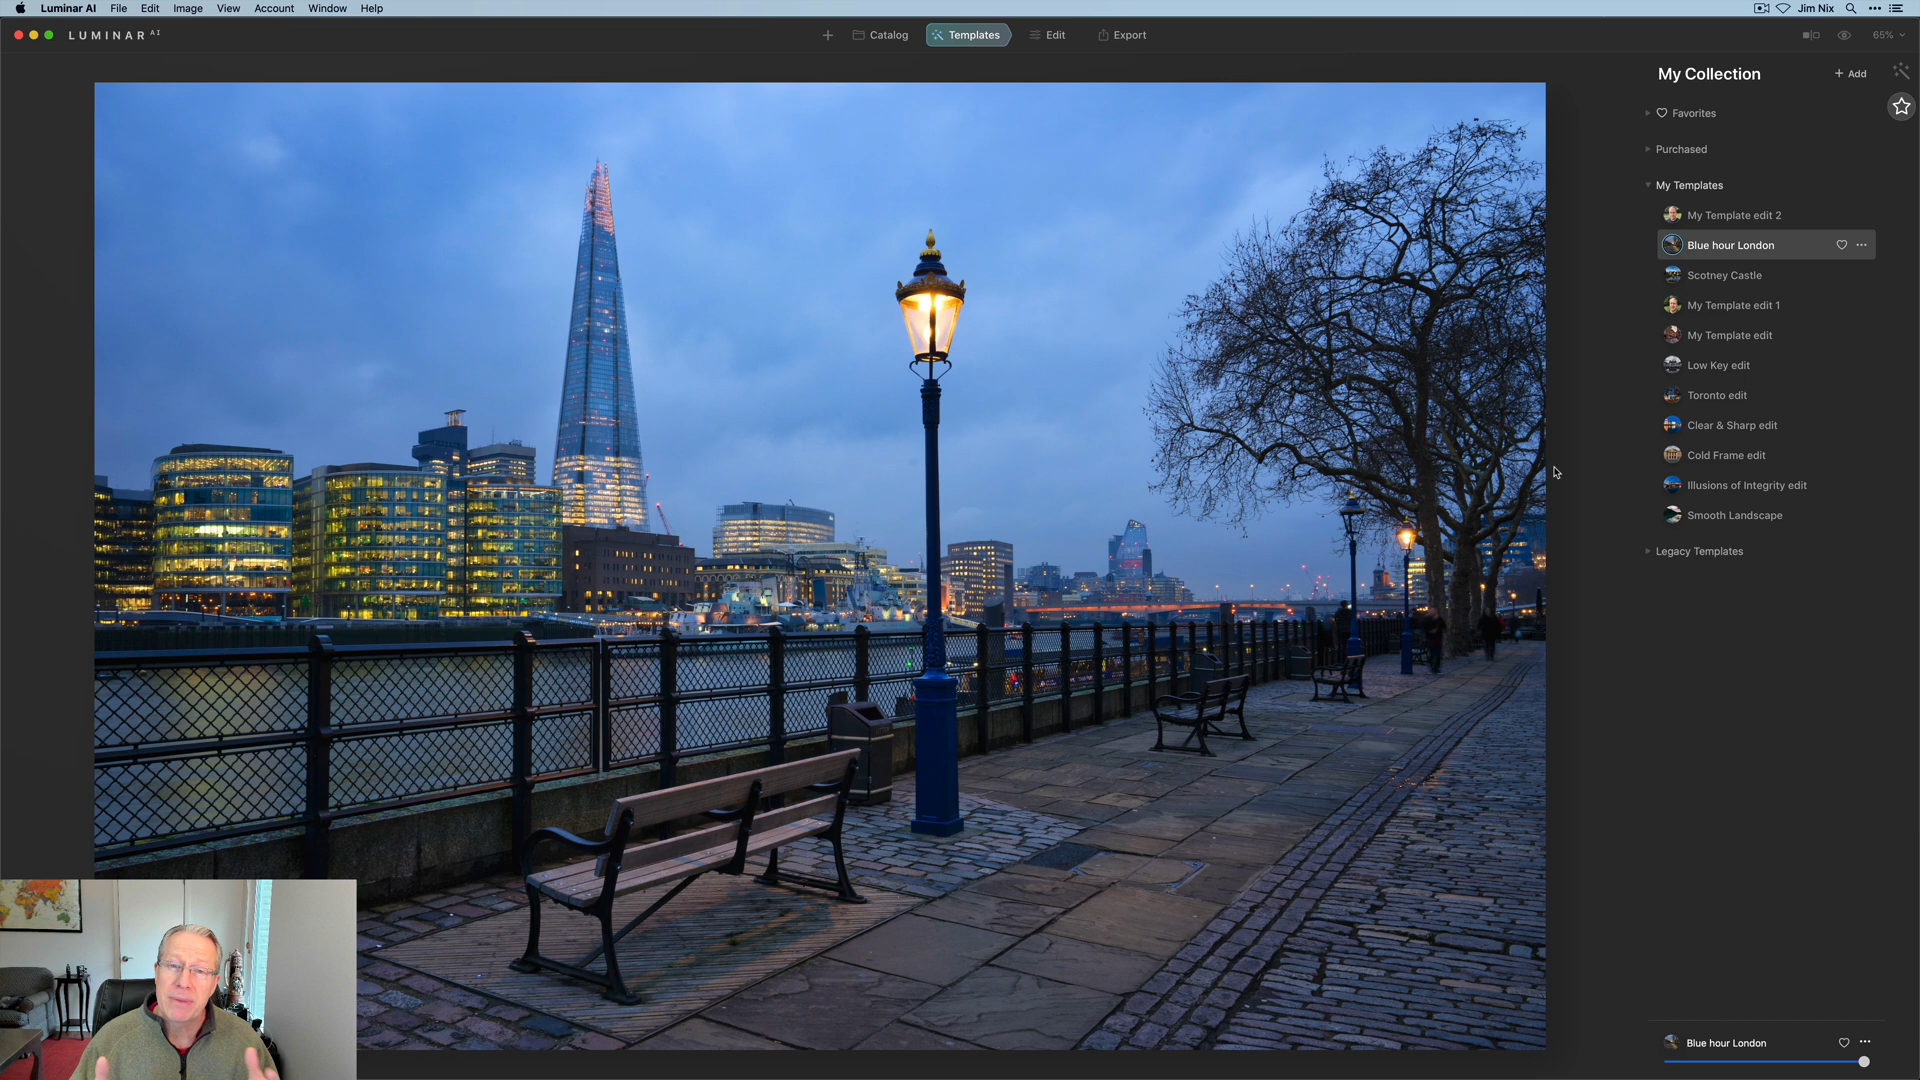 Luminar AI File Edit Image View Account Window Help Jim Nix
LUMINAR AI
Catalog Templates Edit Export 65%
My Collection + Add
Favorites
Purchased
My Templates
My Template edit 2
Blue hour London
Scotney Castle
My Template edit 1
My Template edit
Low Key edit
Toronto edit
Clear & Sharp edit
Cold Frame edit
Illusions of Integrity edit
Smooth Landscape
Legacy Templates
Blue hour London